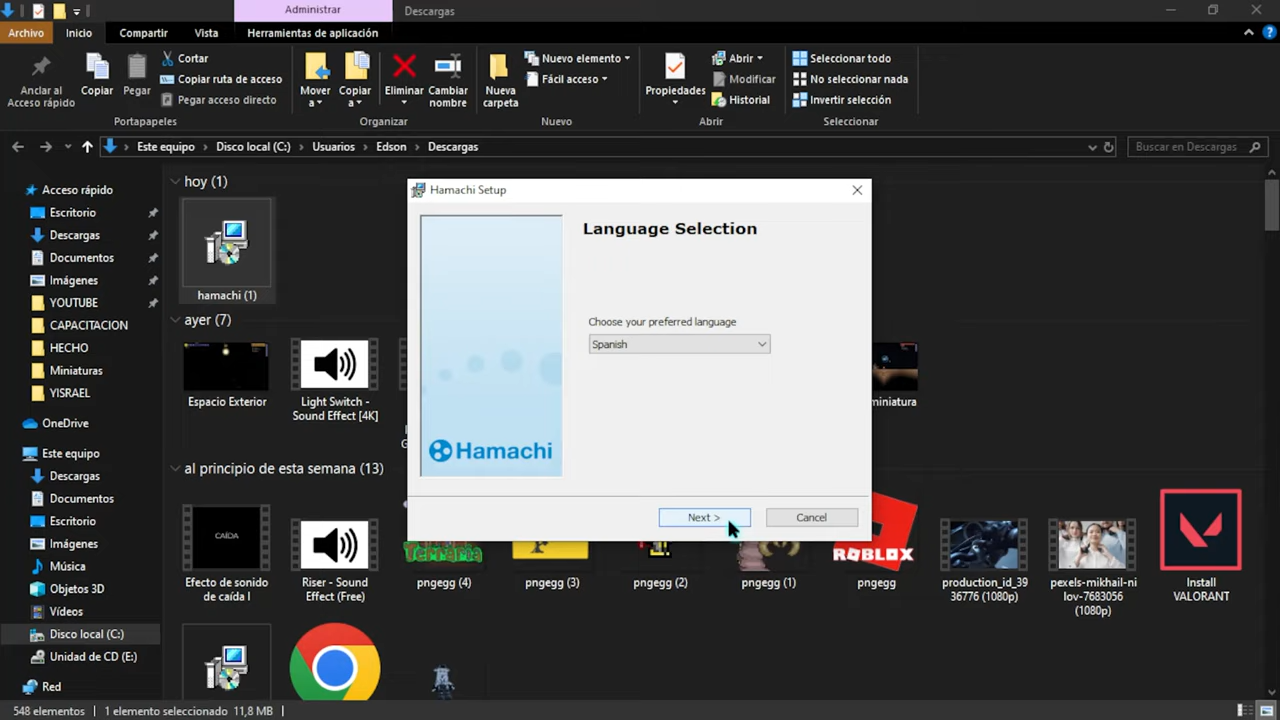 Administrar
Descargas
Archivo
Inicio
Compartir
Vista
Herramientas de aplicación
Anclar al
Acceso rápido
Copiar
Pegar
Cortar
Copiar ruta de acceso
Pegar acceso directo
Portapapeles
Mover
a
Copiar
a
Eliminar
Cambiar
nombre
Organizar
Nueva
carpeta
Nuevo elemento
Fácil acceso
Nuevo
Propiedades
Abrir
Modificar
Historial
Abrir
Seleccionar todo
No seleccionar nada
Invertir selección
Seleccionar
Este equipo > Disco local (C:) > Usuarios > Edson > Descargas
Buscar en Descargas
Acceso rápido
Escritorio
Descargas
Documentos
Imágenes
YOUTUBE
CAPACITACION
HECHO
Miniaturas
YISRAEL
OneDrive
Este equipo
Descargas
Documentos
Escritorio
Imágenes
Música
Objetos 3D
Vídeos
Disco local (C:)
Unidad de CD (E:)
Red
hoy (1)
hamachi (1)
ayer (7)
Espacio Exterior
Light Switch -
Sound Effect [4K]
miniatura
al principio de esta semana (13)
CAÍDA
Efecto de sonido
de caída I
Riser - Sound
Effect (Free)
Terraria
pngegg (4)
pngegg (3)
pngegg (2)
pngegg (1)
ROBLOX
pngegg
production_id_39
36776 (1080p)
pexels-mikhail-ni
lov-7683056
(1080p)
Install
VALORANT
Hamachi Setup
Language Selection
Choose your preferred language
Spanish
Hamachi
Next >
Cancel
548 elementos
1 elemento seleccionado 11,8 MB